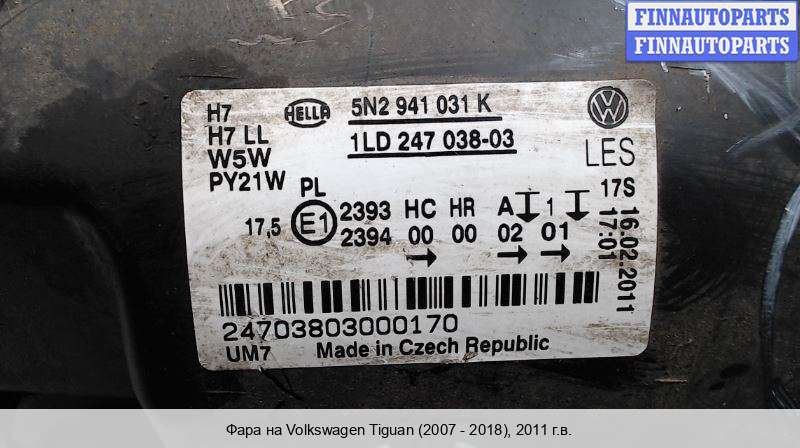 FINNAUTOPARTS
FINNAUTOPARTS
H7 HELLA 5N2 941 031 K
H7 LL 1LD 247 038-03
W5W LES
PY21W PL 17S
17,5 E1 2393 HC HR A 1
2394 00 00 02 01
16.02.2011
17:01
24703803000170
UM7 Made in Czech Republic
Фара на Volkswagen Tiguan (2007 - 2018), 2011 г.в.